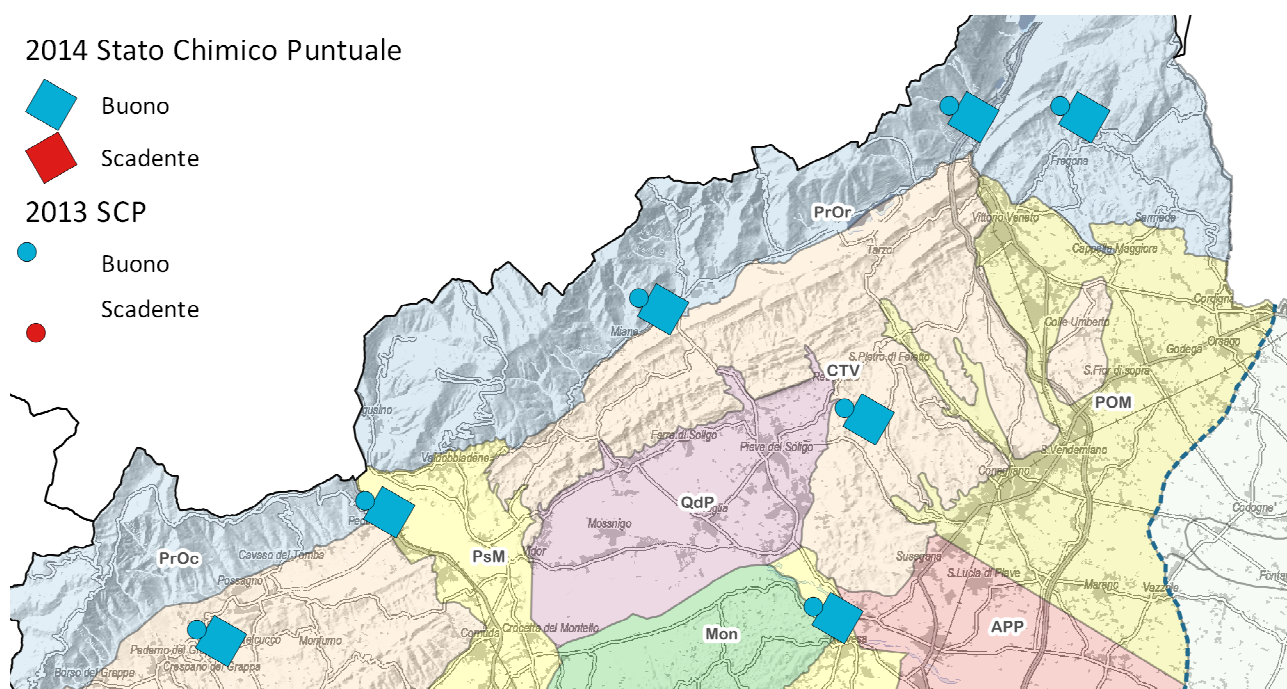 2014 Stato Chimico Puntuale
Buono
Scadente
2013 SCP
Buono
Scadente
Fregona
PrOr
Vittorio Veneto
Sarmede
Tarzo
Cappella Maggiore
Cordigna
Miane
Colle Umberto
Orsago
Godega
S.Pietro di Feletto
CTV
S.Fior di sopra
POM
Farra di Soligo
Pieve del Soligo
S.Vendemiano
Valdobbiadene
Conegliano
QdP
Codognè
Mosnigo
PrOc
Cavaso del Tomba
PsM
Susegana
S.Lucia di Piave
Possagno
Mareno
Vazzola
Crocetta del Montello
Cornuda
Mon
APP
Monfumo
Paderno del G
Crespano del Grappa
Borso del Grappa